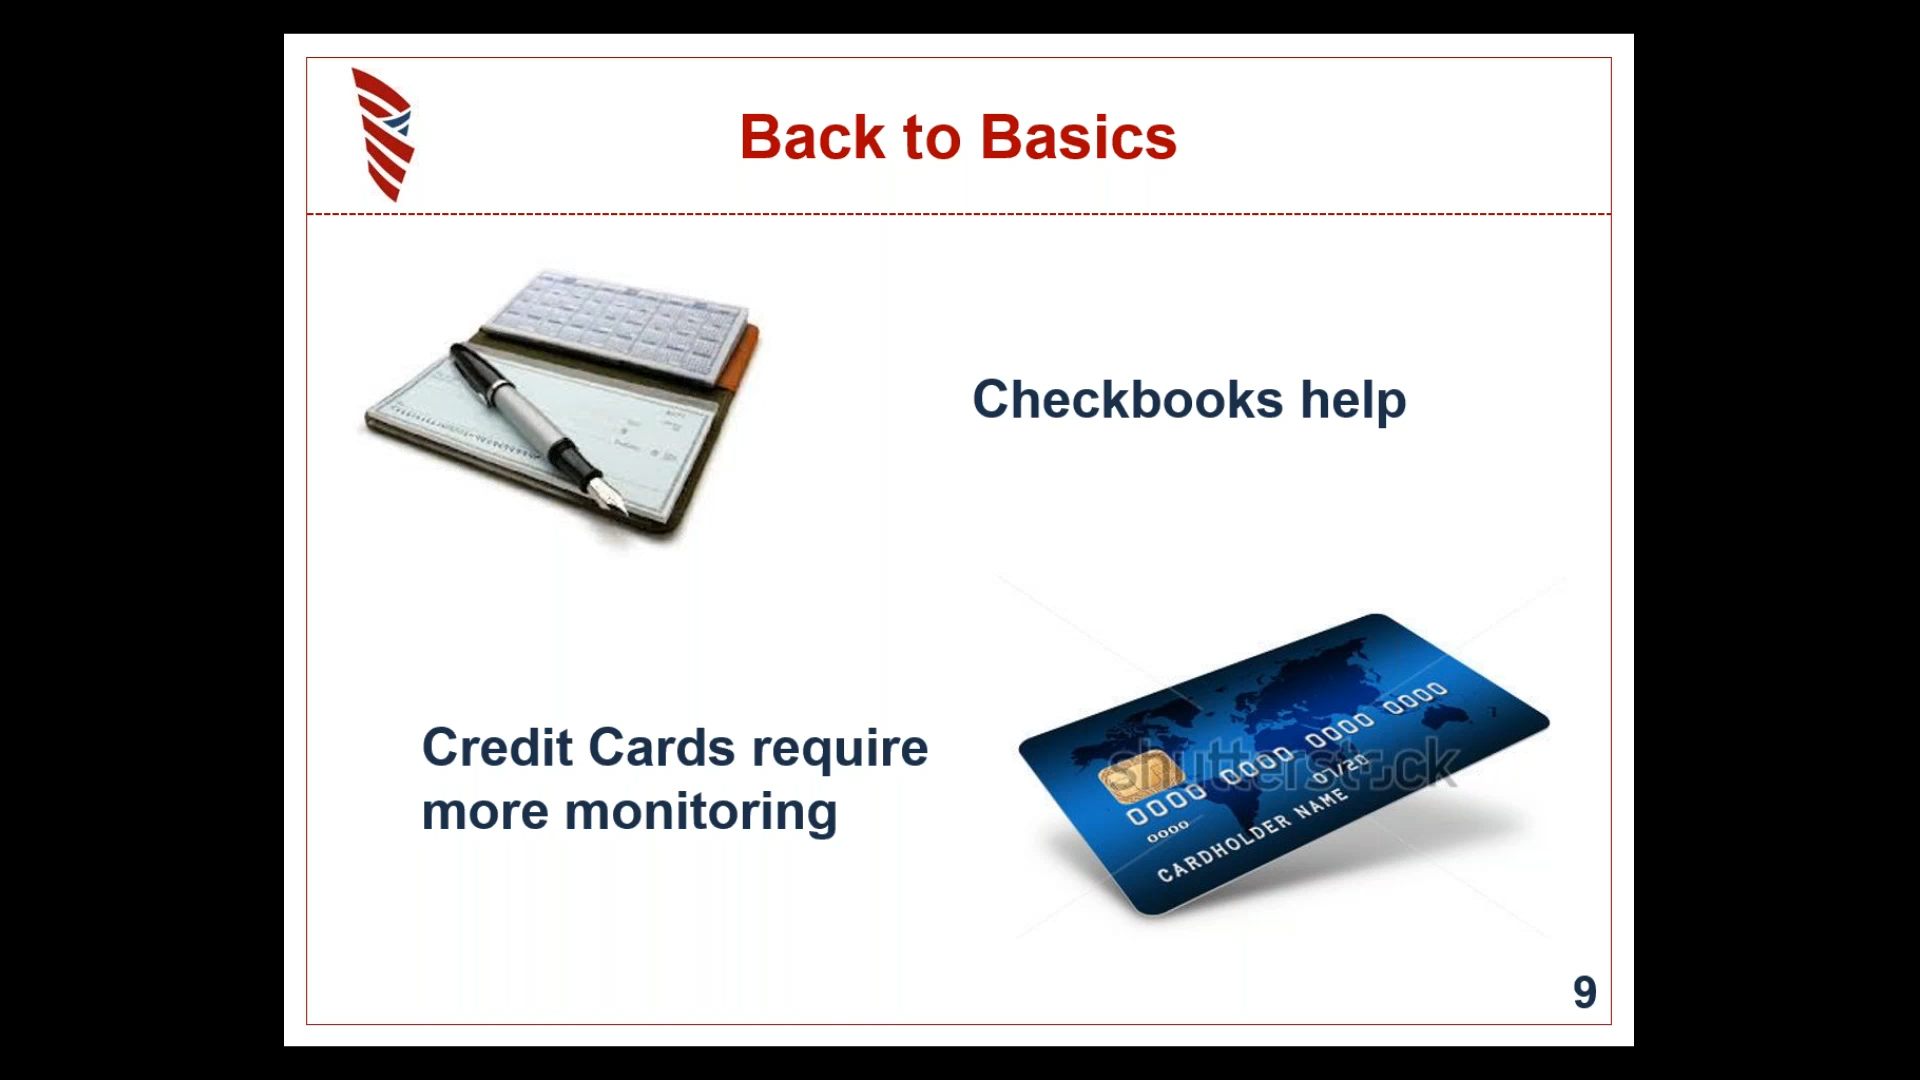 Back to Basics
Checkbooks help
Credit Cards require
more monitoring
shutterstock
0000 0000 0000 0000
0000
01/20
CARDHOLDER NAME
9